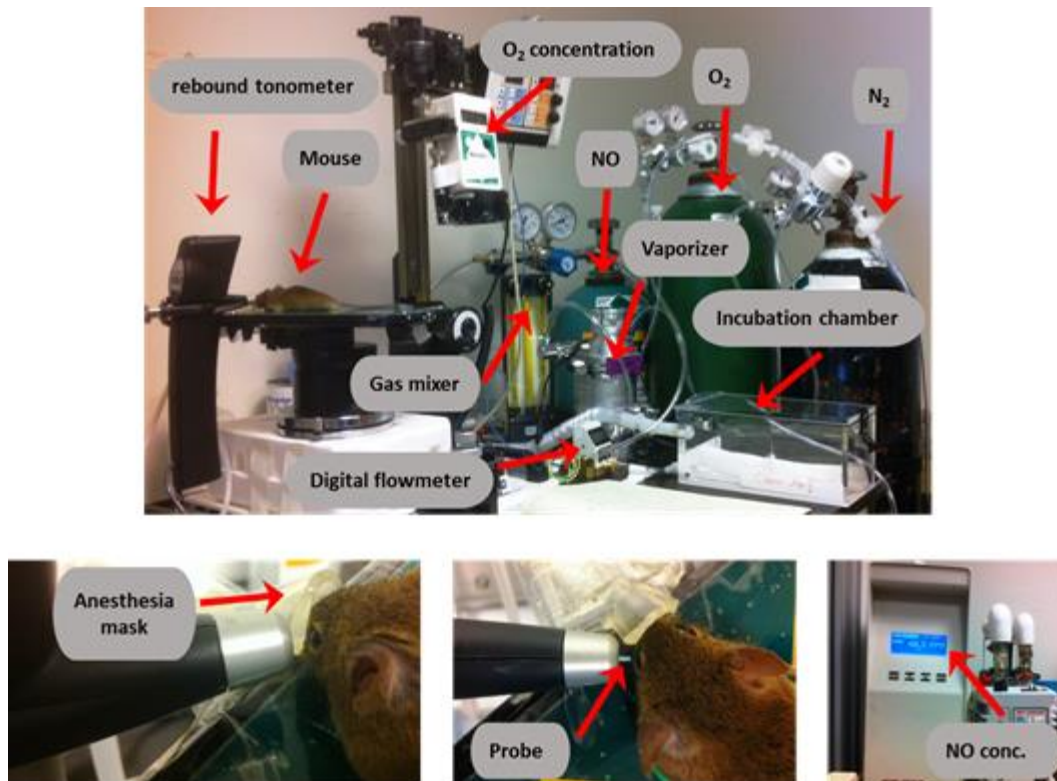 O₂ concentration
rebound tonometer
O₂
N₂
Mouse
NO
Vaporizer
Incubation chamber
Gas mixer
Digital flowmeter
Anesthesia
mask
Probe
NO conc.